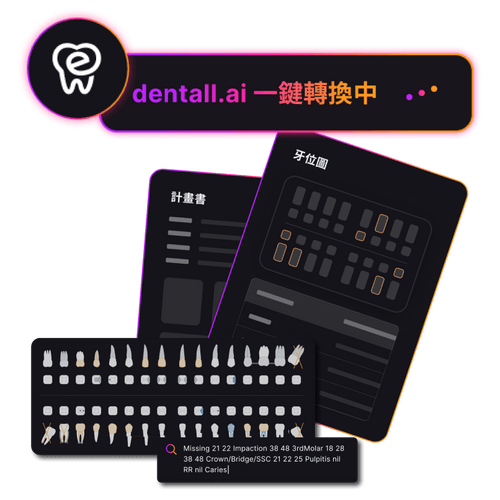 dentall.ai 一鍵轉換中
牙位圖
計畫書
Missing 21 22 Impaction 38 48 3rdMolar 18 28
38 48 Crown/Bridge/SSC 21 22 25 Pulpitis nil
RR nil Caries